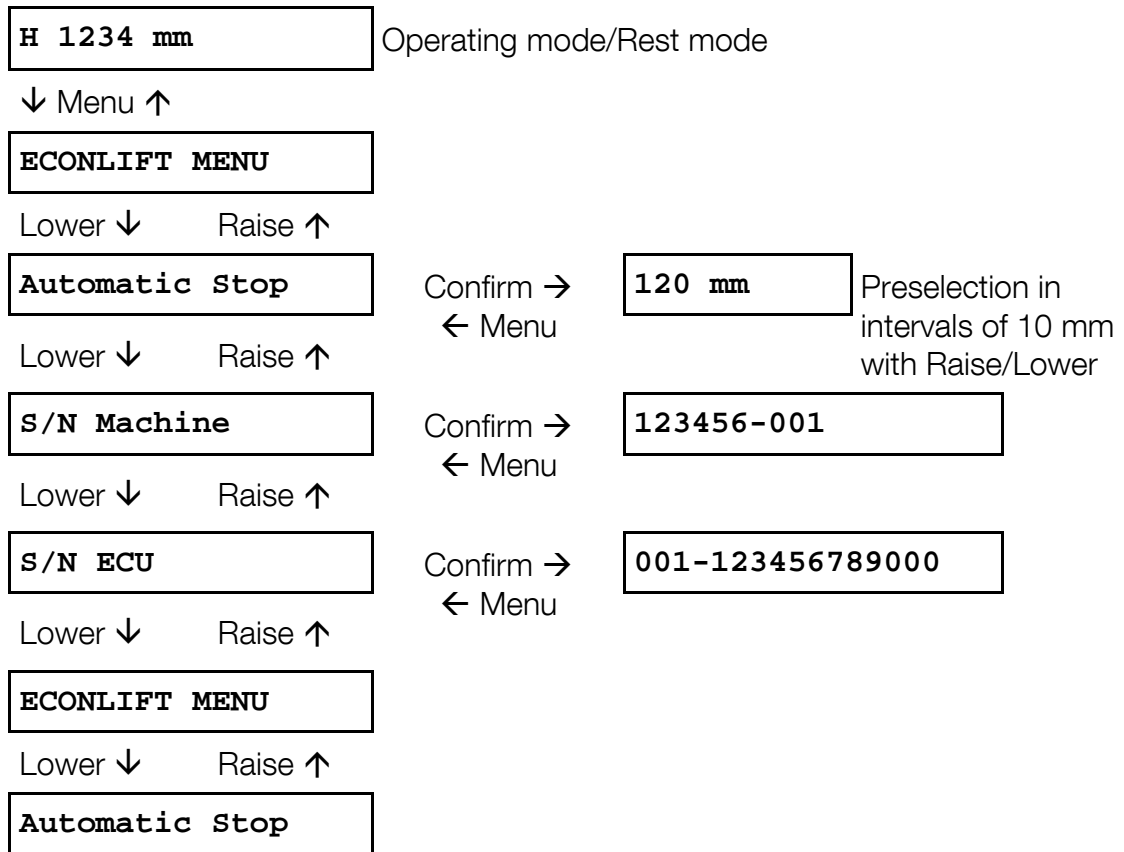 H 1234 mm Operating mode/Rest mode
↓ Menu ↑
ECONLIFT MENU
Lower ↓ Raise ↑
Automatic Stop Confirm → 120 mm Preselection in
← Menu intervals of 10 mm
Lower ↓ Raise ↑ with Raise/Lower
S/N Machine Confirm → 123456-001
← Menu
Lower ↓ Raise ↑
S/N ECU Confirm → 001-123456789000
← Menu
Lower ↓ Raise ↑
ECONLIFT MENU
Lower ↓ Raise ↑
Automatic Stop